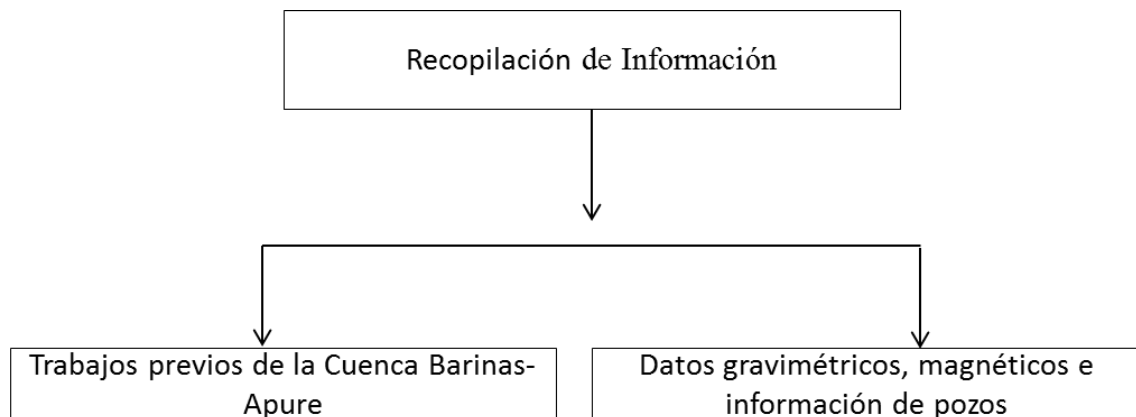 Recopilación de Información
Trabajos previos de la Cuenca Barinas-
Apure
Datos gravimétricos, magnéticos e
información de pozos